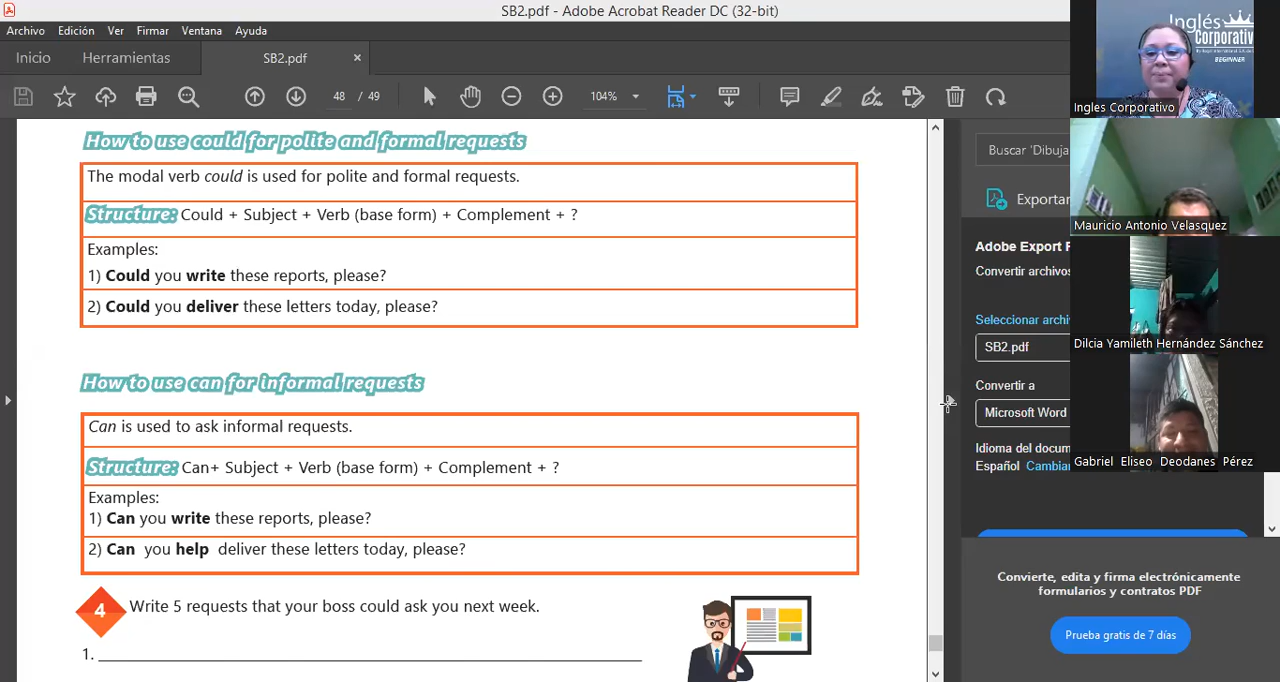 SB2.pdf - Adobe Acrobat Reader DC (32-bit)
Archivo Edición Ver Firmar Ventana Ayuda
Inicio Herramientas SB2.pdf ×
48 / 49 104%
How to use could for polite and formal requests
The modal verb could is used for polite and formal requests.
Structure: Could + Subject + Verb (base form) + Complement + ?
Examples:
1) Could you write these reports, please?
2) Could you deliver these letters today, please?
How to use can for informal requests
Can is used to ask informal requests.
Structure: Can+ Subject + Verb (base form) + Complement + ?
Examples:
1) Can you write these reports, please?
2) Can you help deliver these letters today, please?
4 Write 5 requests that your boss could ask you next week.
1. ____________________
Buscar 'Dibuja
Exportar
Adobe Export P
Convertir archivos
Seleccionar archi
SB2.pdf
Convertir a
Microsoft Word
Idioma del docum
Español Cambiar
Convierte, edita y firma electrónicamente
formularios y contratos PDF
Prueba gratis de 7 días
Inglés
Corporativo
BEGINNER
Ingles Corporativo
Mauricio Antonio Velasquez
Dilcia Yamileth Hernández Sánchez
Gabriel Eliseo Deodanes Pérez